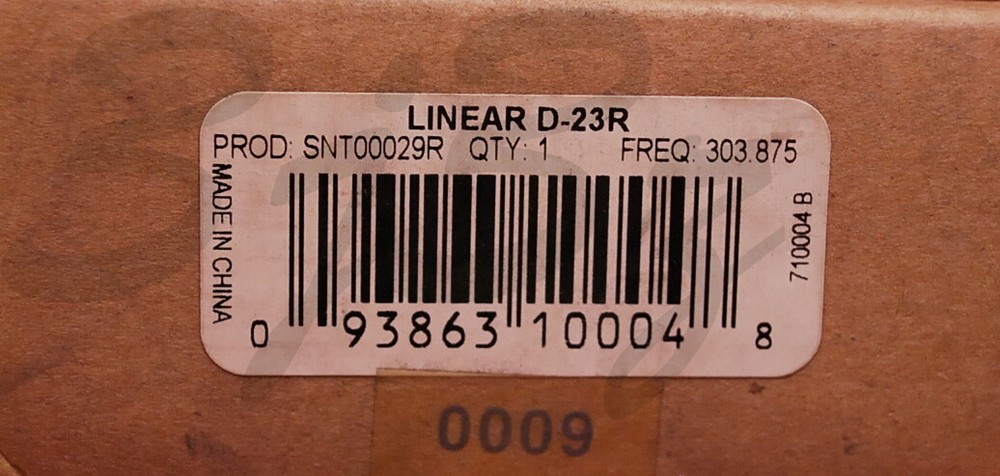 LINEAR D-23R
PROD: SNT00029R QTY: 1 FREQ: 303.875
MADE IN CHINA
710004 B
0 93863 10004 8
0009